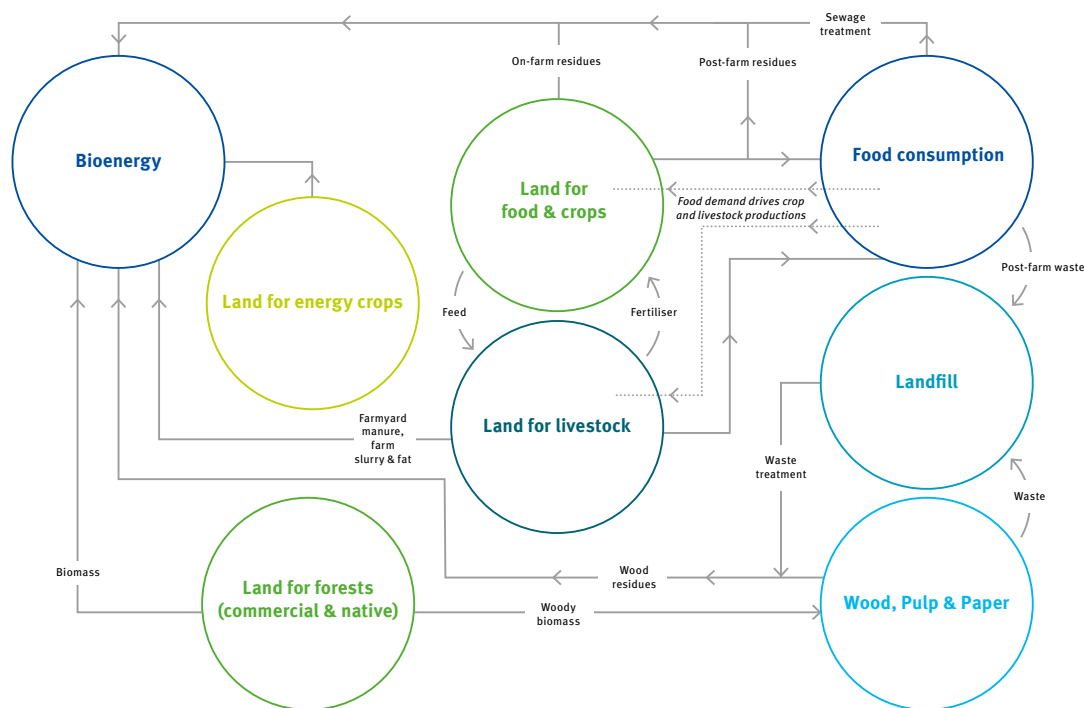 Sewage
treatment
On-farm residues
Post-farm residues
Bioenergy
Food consumption
Land for
food & crops
Food demand drives crop
and livestock productions
Post-farm waste
Land for energy crops
Feed
Fertiliser
Landfill
Land for livestock
Farmyard
manure,
farm
slurry & fat
Waste
treatment
Waste
Biomass
Wood
residues
Land for forests
(commercial & native)
Woody
biomass
Wood, Pulp & Paper